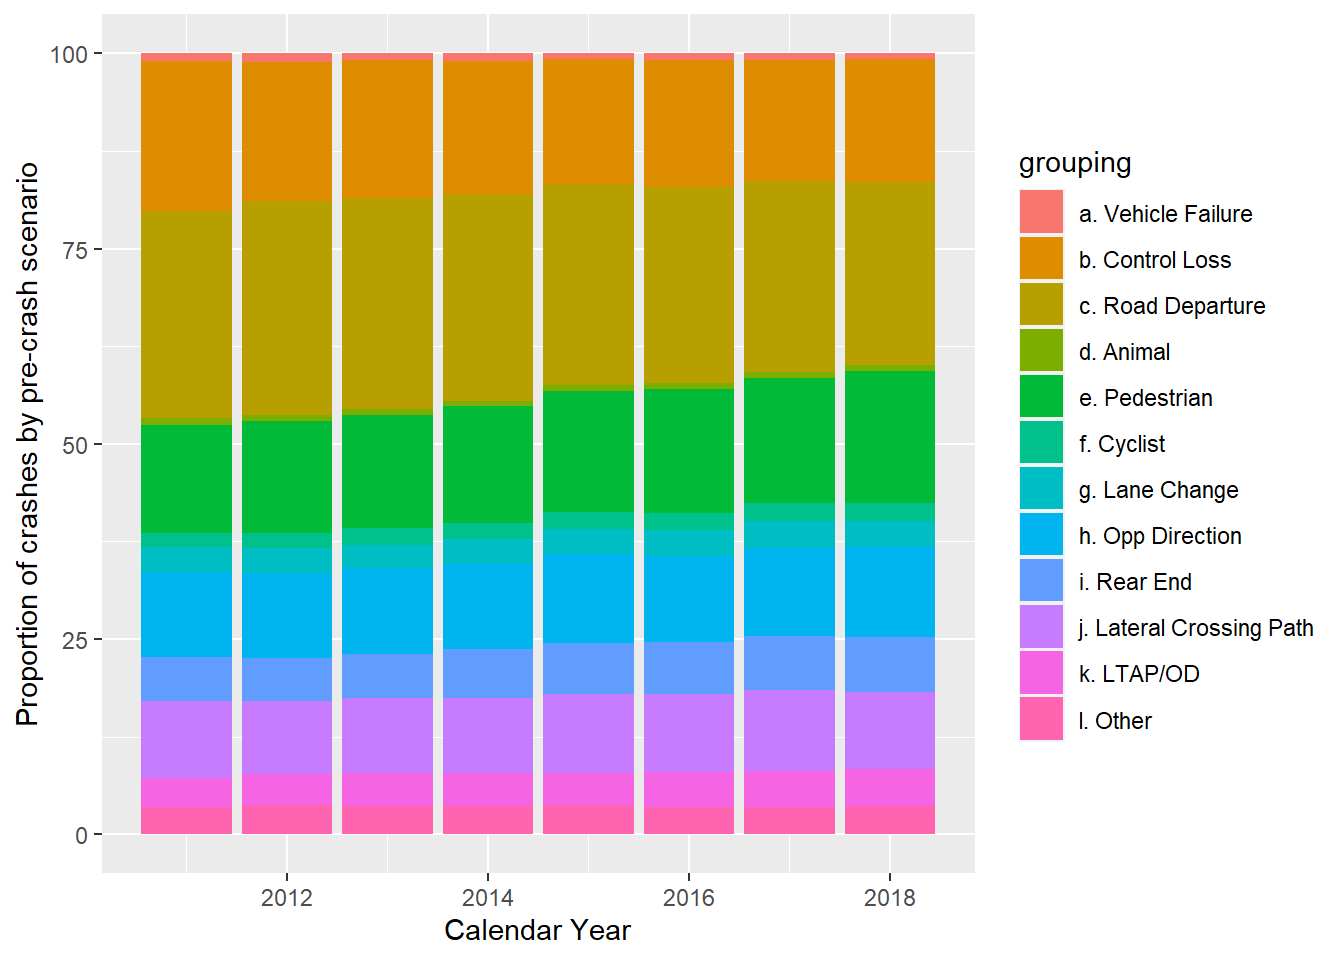 Proportion of crashes by pre-crash scenario
100
75
50
25
0
2012
2014
2016
2018
Calendar Year
grouping
a. Vehicle Failure
b. Control Loss
c. Road Departure
d. Animal
e. Pedestrian
f. Cyclist
g. Lane Change
h. Opp Direction
i. Rear End
j. Lateral Crossing Path
k. LTAP/OD
l. Other